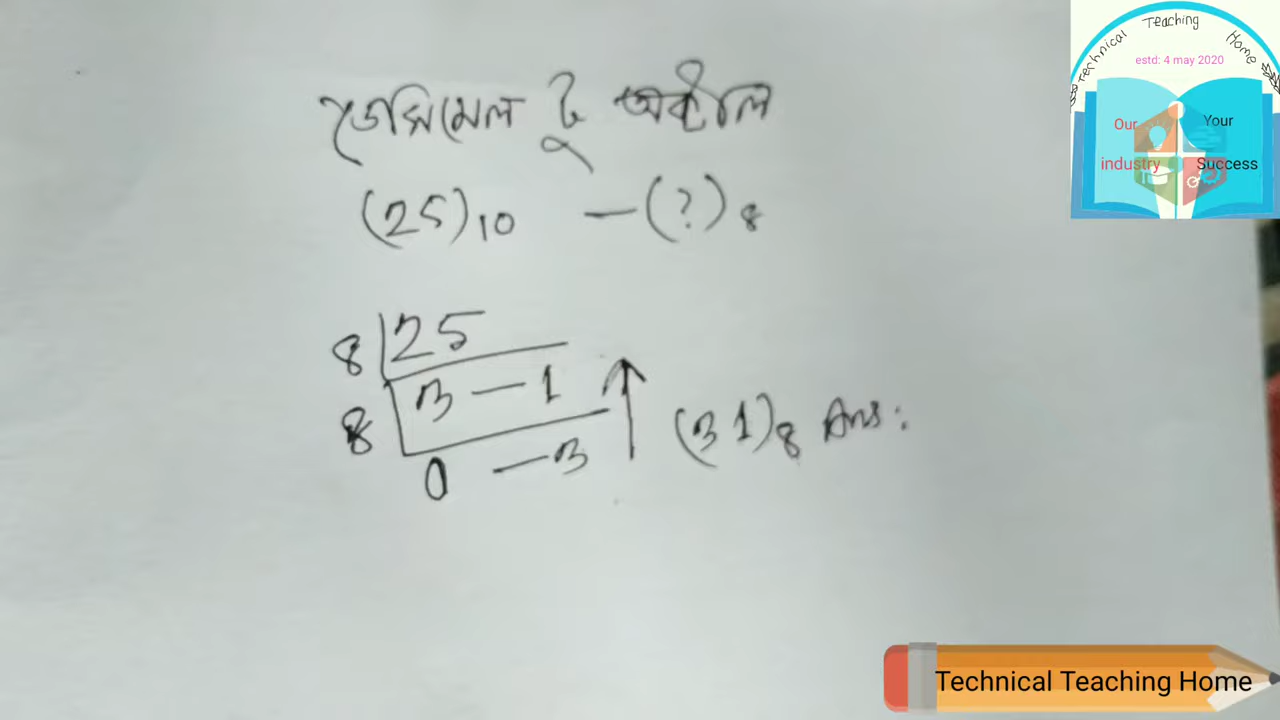 Technical Teaching Home
estd: 4 may 2020
Our Your
industry Success
ডেসিমেল টু অক্টাল
(25)10 — (?)8
8 25
8 3 — 1
0 — 3
(31)8 Ans:
Technical Teaching Home